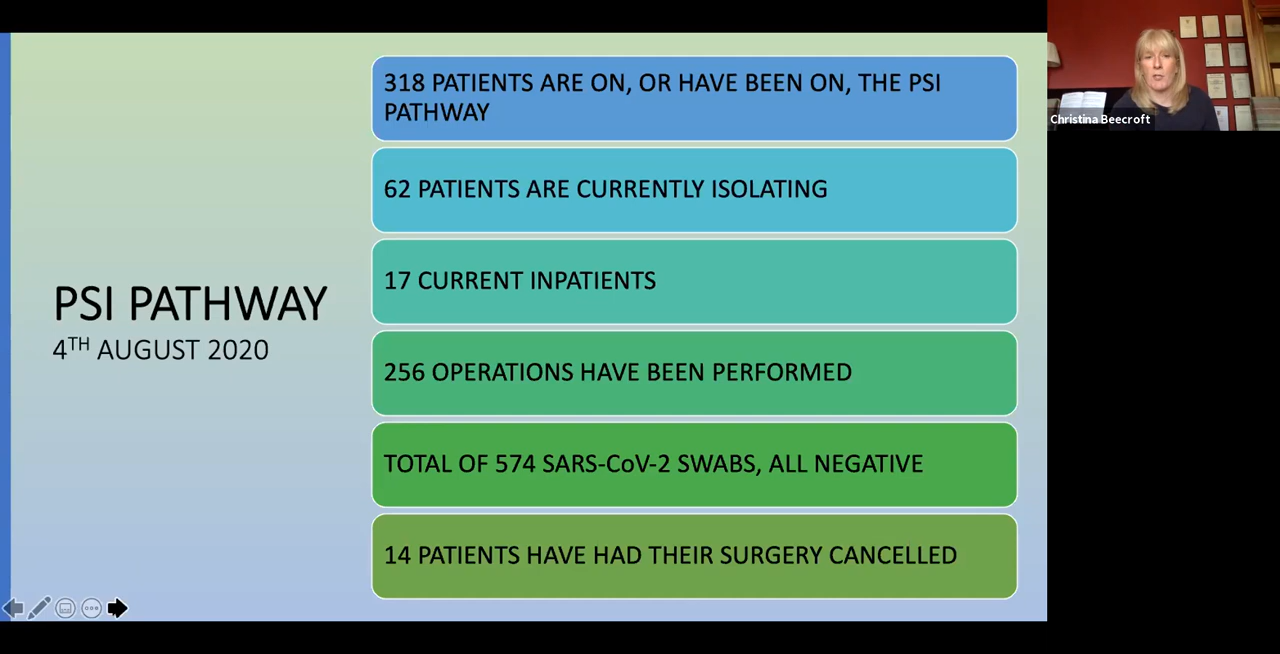 318 PATIENTS ARE ON, OR HAVE BEEN ON, THE PSI
PATHWAY
62 PATIENTS ARE CURRENTLY ISOLATING
17 CURRENT INPATIENTS
PSI PATHWAY
4TH AUGUST 2020
256 OPERATIONS HAVE BEEN PERFORMED
TOTAL OF 574 SARS-CoV-2 SWABS, ALL NEGATIVE
14 PATIENTS HAVE HAD THEIR SURGERY CANCELLED
Christina Beecroft